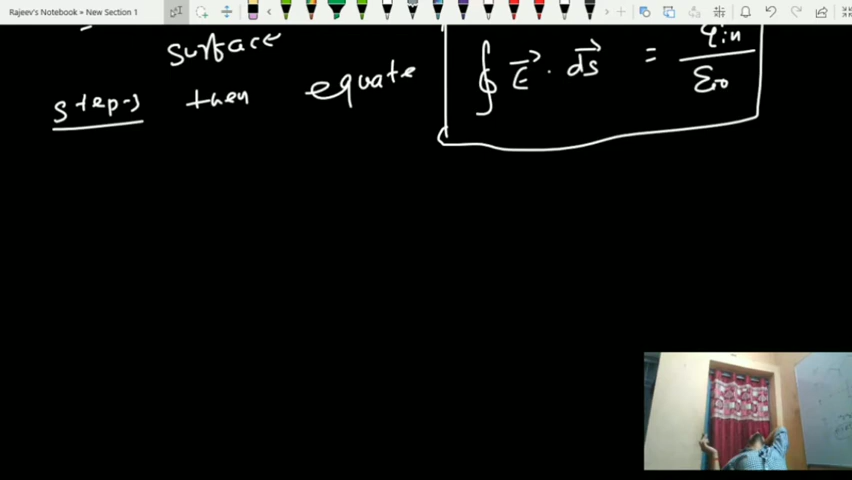 Rajeev's Notebook » New Section 1
surface
Step-3 then equate
∮ E⃗ · ds⃗ = qin/ε0